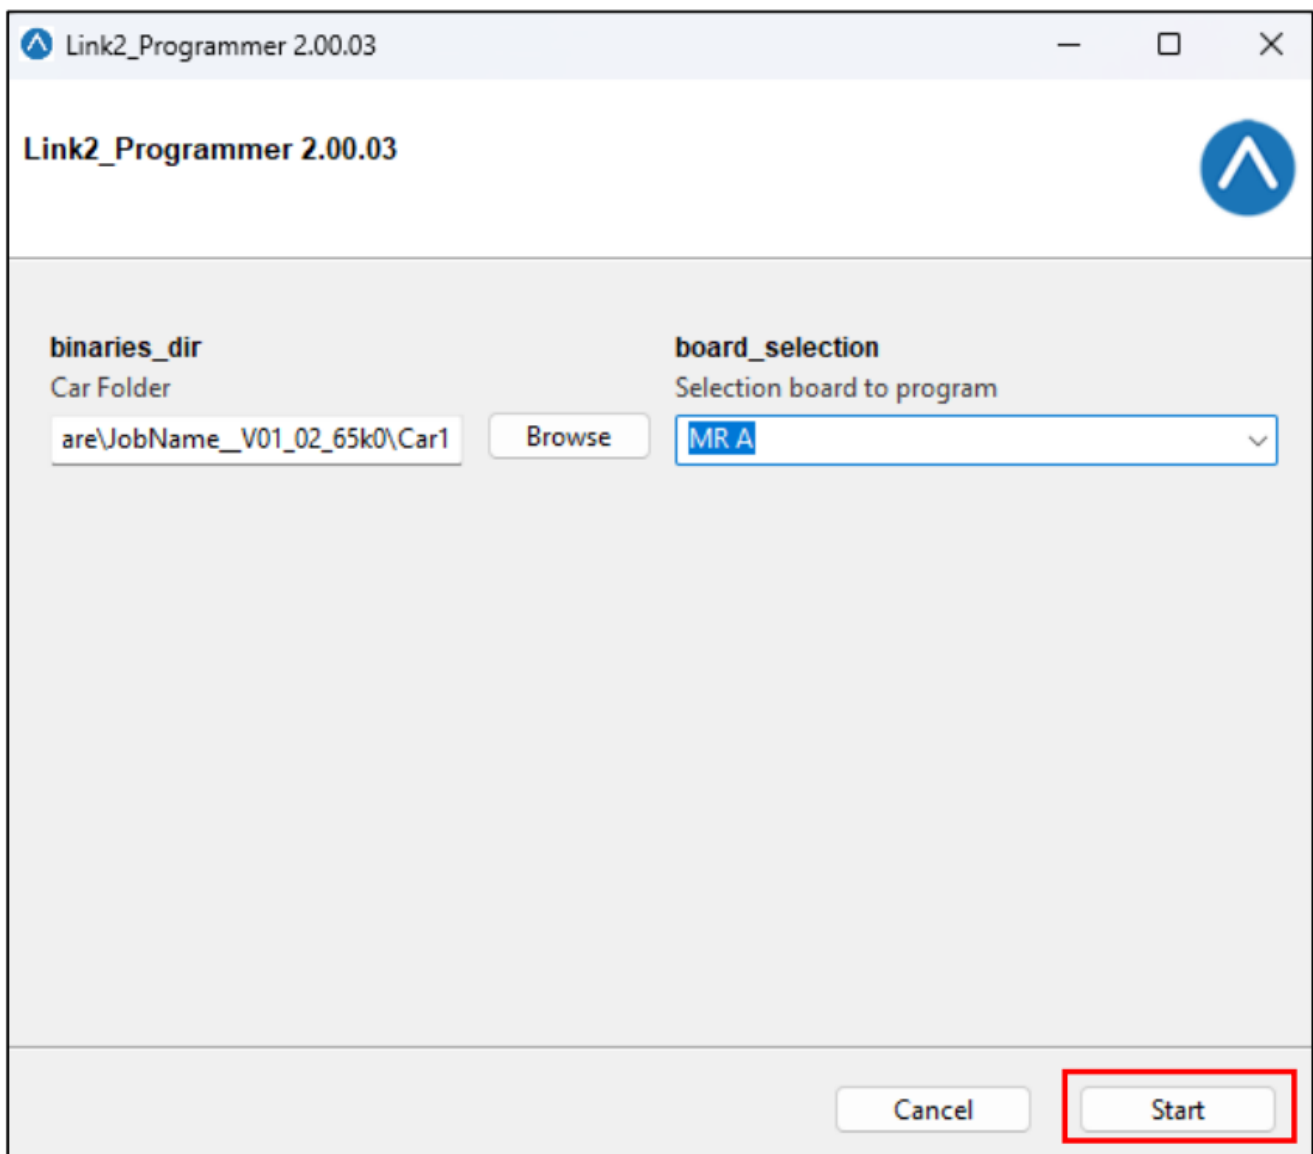 Link2_Programmer 2.00.03
Link2_Programmer 2.00.03
binaries_dir
Car Folder
are\JobName__V01_02_65k0\Car1
Browse
board_selection
Selection board to program
MR A
Cancel
Start